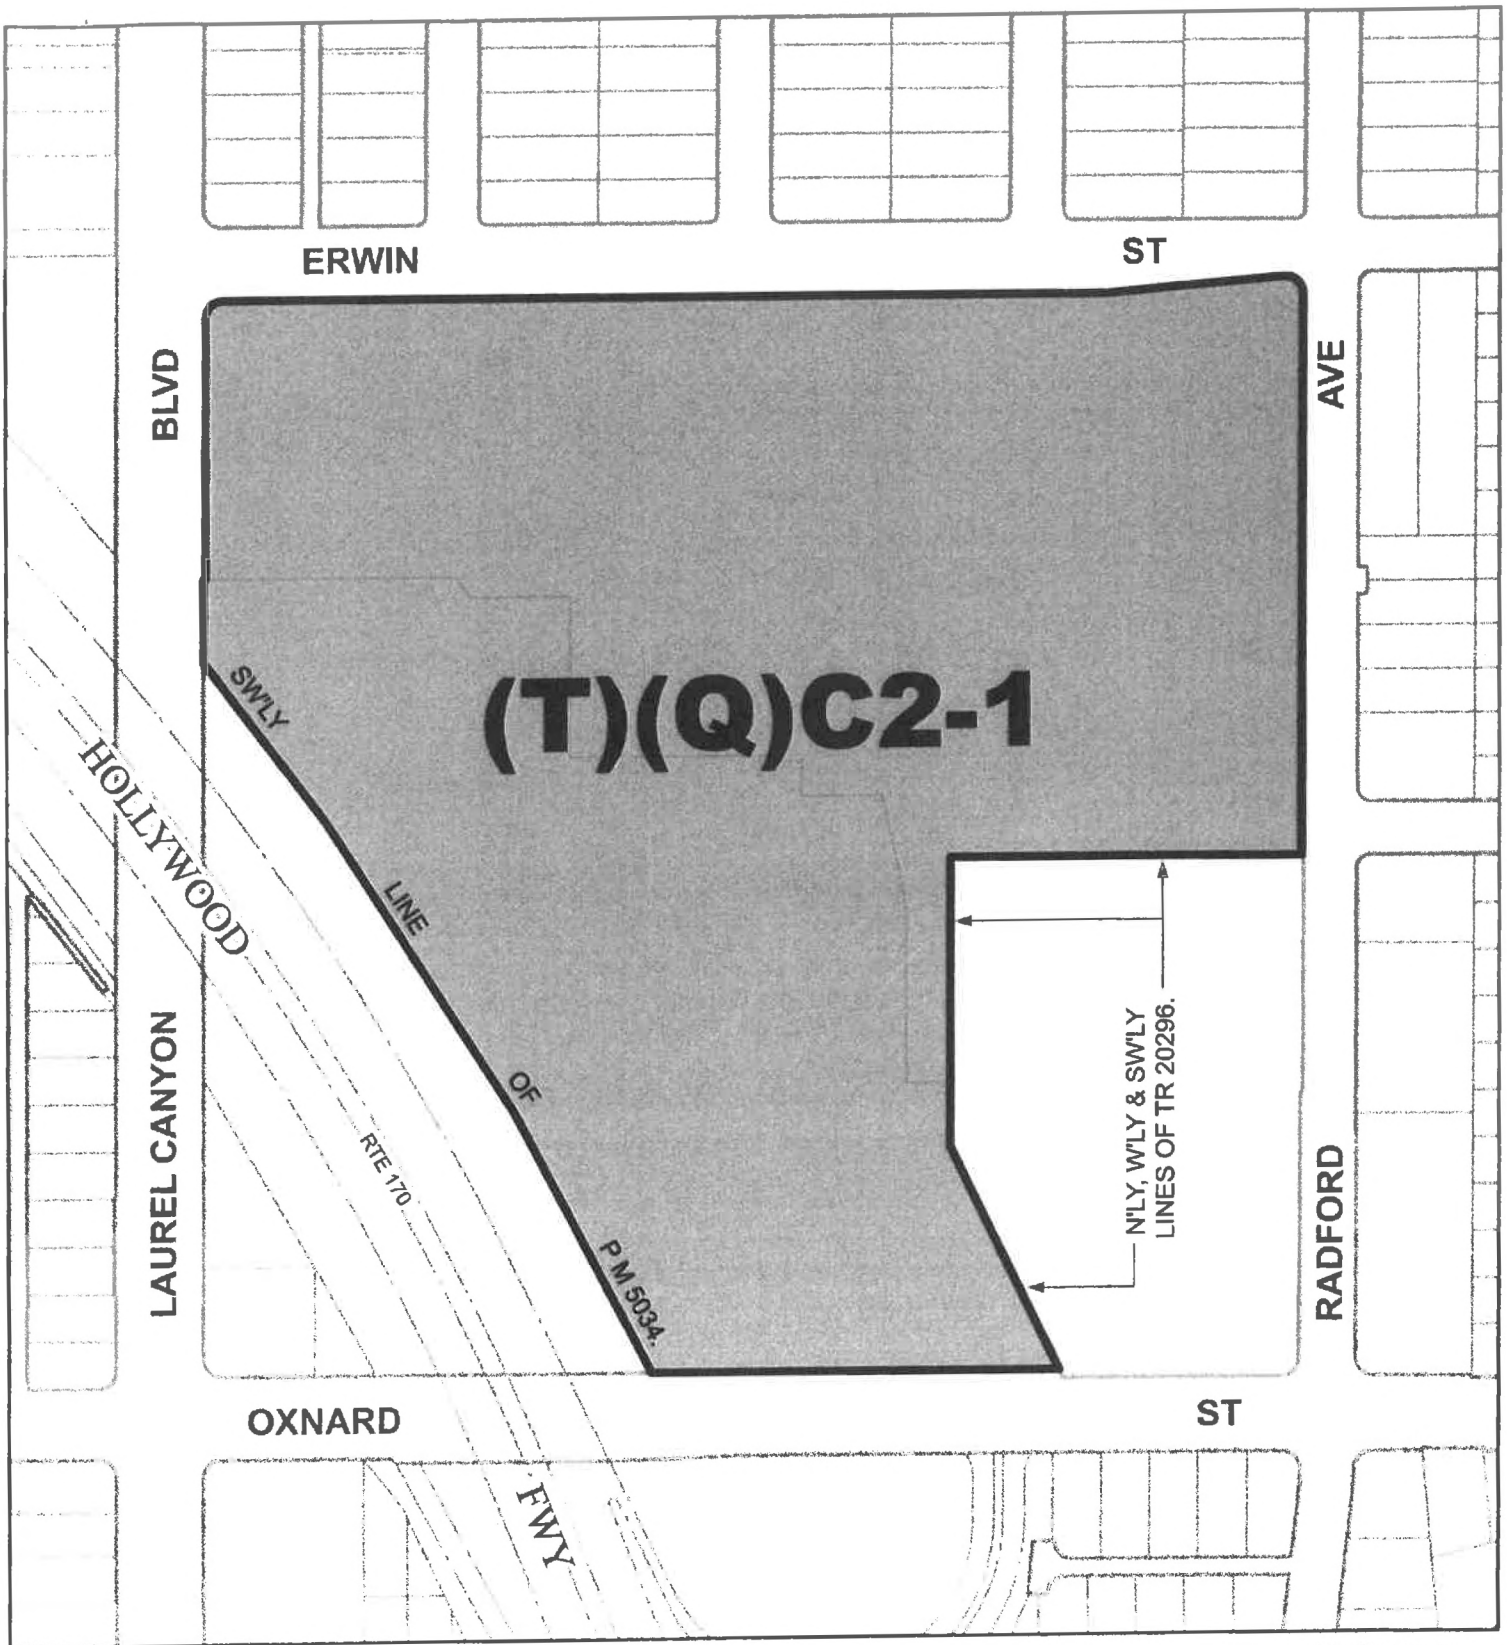 ERWIN
ST
BLVD
AVE
SW'LY
(T)(Q)C2-1
HOLLYWOOD
LINE
OF
N'LY, W'LY & SW'LY
LINES OF TR 20296.
LAUREL CANYON
RTE 170
RADFORD
P M 5034.
OXNARD
ST
FWY